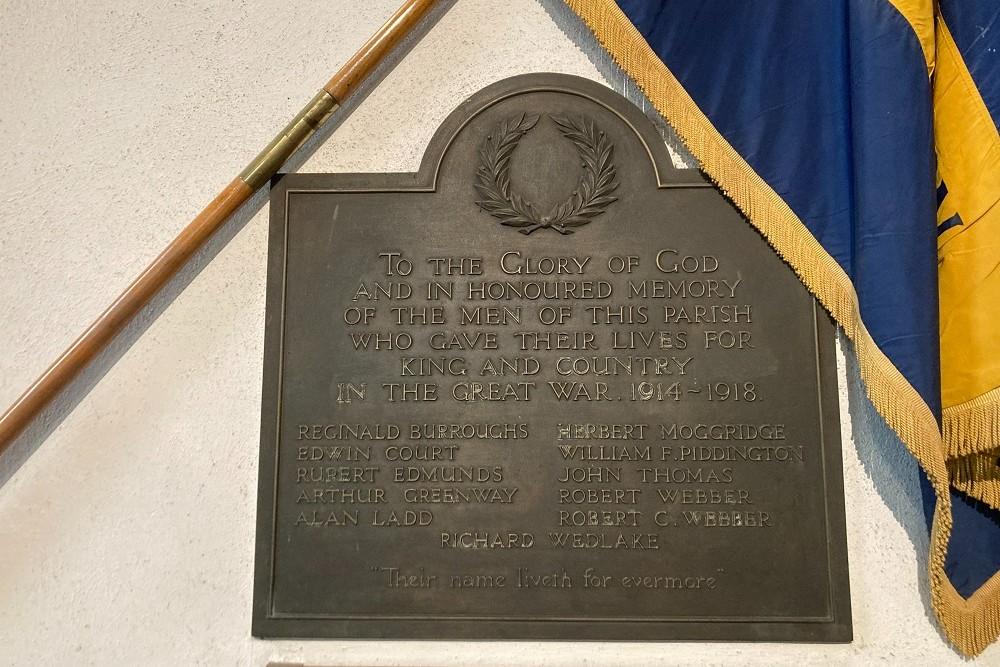 To the Glory of God
and in honoured memory
of the men of this Parish
who gave their lives for
King and Country
in the Great War. 1914~1918.
Reginald Burroughs
Edwin Court
Rupert Edmunds
Arthur Greenway
Alan Ladd
Herbert Moggridge
William F. Piddington
John Thomas
Robert Webber
Robert C. Webber
Richard Wedlake
"Their name liveth for evermore"